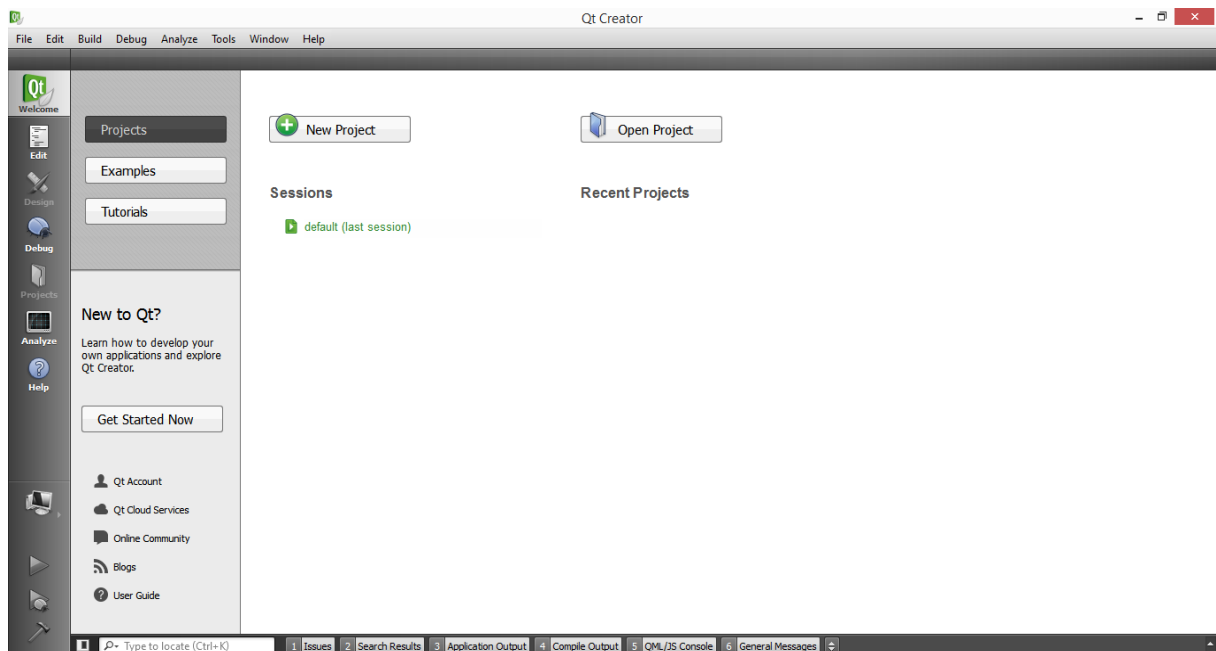 Qt Creator
File Edit Build Debug Analyze Tools Window Help
Qt
Welcome
Edit
Design
Debug
Projects
Analyze
Help
Projects
Examples
Tutorials
New to Qt?
Learn how to develop your
own applications and explore
Qt Creator.
Get Started Now
Qt Account
Qt Cloud Services
Online Community
Blogs
User Guide
New Project
Open Project
Sessions
default (last session)
Recent Projects
Type to locate (Ctrl+K)
1 Issues 2 Search Results 3 Application Output 4 Compile Output 5 QML/JS Console 6 General Messages